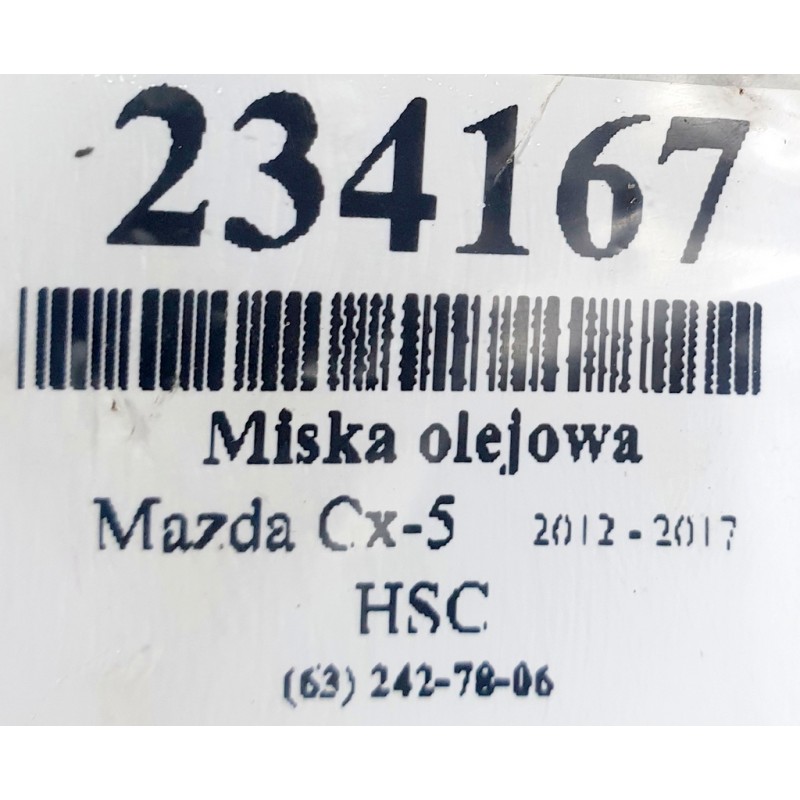 234167
Miska olejowa
Mazda Cx-5 2012 - 2017
HSC
(63) 242-78-06